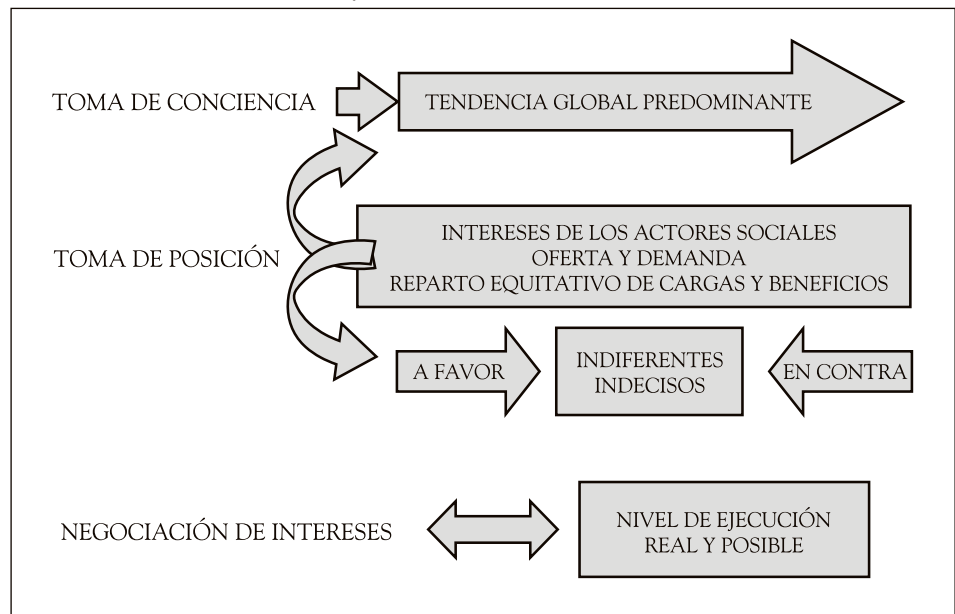 TOMA DE CONCIENCIA
TENDENCIA GLOBAL PREDOMINANTE
TOMA DE POSICIÓN
INTERESES DE LOS ACTORES SOCIALES
OFERTA Y DEMANDA
REPARTO EQUITATIVO DE CARGAS Y BENEFICIOS
A FAVOR
INDIFERENTES
INDECISOS
EN CONTRA
NEGOCIACIÓN DE INTERESES
NIVEL DE EJECUCIÓN
REAL Y POSIBLE